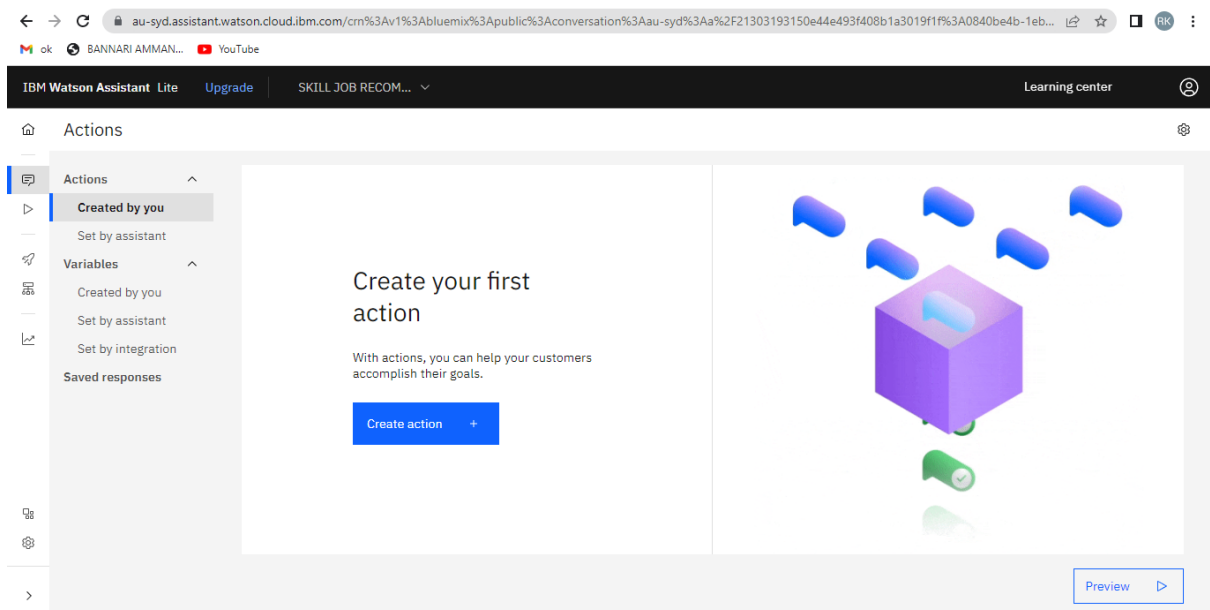 au-syd.assistant.watson.cloud.ibm.com/crn%3Av1%3Abluemix%3Apublic%3Aconversation%3Aau-syd%3Aa%2F21303193150e44e493f408b1a3019f1f%3A0840be4b-1eb... RK
ok BANNARI AMMAN... YouTube
IBM Watson Assistant Lite Upgrade SKILL JOB RECOM... Learning center
Actions
Actions
Created by you
Set by assistant
Variables
Created by you
Set by assistant
Set by integration
Saved responses
Create your first
action
With actions, you can help your customers
accomplish their goals.
Create action +
Preview